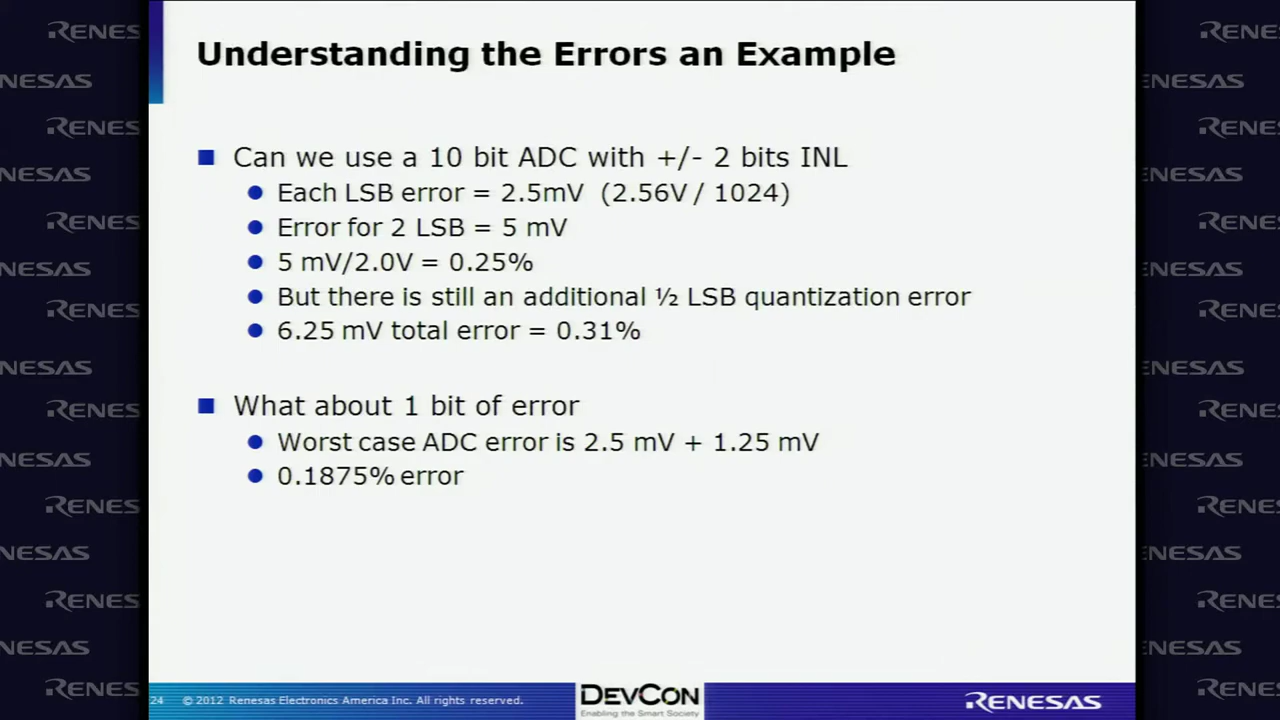 Understanding the Errors an Example
Can we use a 10 bit ADC with +/- 2 bits INL
Each LSB error = 2.5mV (2.56V / 1024)
Error for 2 LSB = 5 mV
5 mV/2.0V = 0.25%
But there is still an additional ½ LSB quantization error
6.25 mV total error = 0.31%
What about 1 bit of error
Worst case ADC error is 2.5 mV + 1.25 mV
0.1875% error
24 © 2012 Renesas Electronics America Inc. All rights reserved.
DEVCON
Enabling the Smart Society
RENESAS